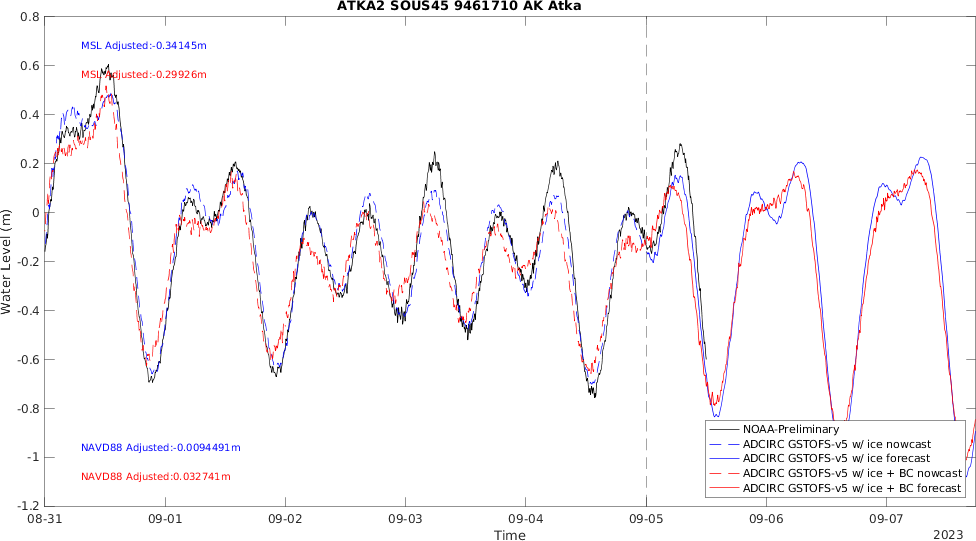 ATKA2 SOUS45 9461710 AK Atka
MSL Adjusted:-0.34145m
MSL Adjusted:-0.29926m
NAVD88 Adjusted:-0.0094491m
NAVD88 Adjusted:0.032741m
Water Level (m)
0.8
0.6
0.4
0.2
0
-0.2
-0.4
-0.6
-0.8
-1
-1.2
NOAA-Preliminary
ADCIRC GSTOFS-v5 w/ ice nowcast
ADCIRC GSTOFS-v5 w/ ice forecast
ADCIRC GSTOFS-v5 w/ ice + BC nowcast
ADCIRC GSTOFS-v5 w/ ice + BC forecast
08-31 09-01 09-02 09-03 09-04 09-05 09-06 09-07
Time
2023